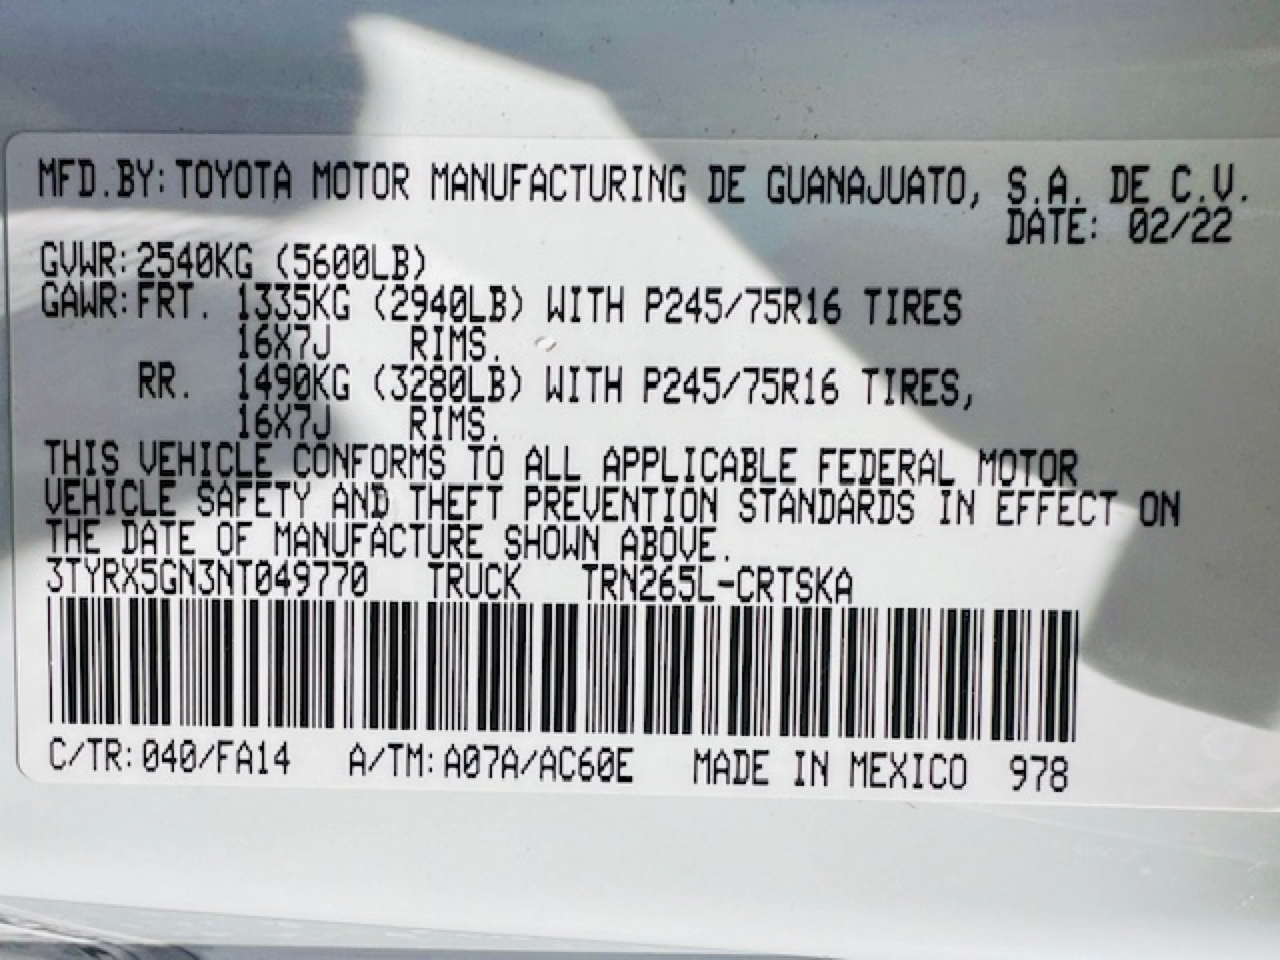 MFD.BY:TOYOTA MOTOR MANUFACTURING DE GUANAJUATO, S.A. DE C.V.
DATE: 02/22
GVWR:2540KG (5600LB)
GAWR:FRT. 1335KG (2940LB) WITH P245/75R16 TIRES
16X7J RIMS.
RR. 1490KG (3280LB) WITH P245/75R16 TIRES,
16X7J RIMS.
THIS VEHICLE CONFORMS TO ALL APPLICABLE FEDERAL MOTOR
VEHICLE SAFETY AND THEFT PREVENTION STANDARDS IN EFFECT ON
THE DATE OF MANUFACTURE SHOWN ABOVE.
3TYRX5GN3NT049770 TRUCK TRN265L-CRTSKA
C/TR:040/FA14 A/TM:A07A/AC60E MADE IN MEXICO 978